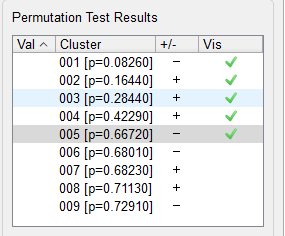 Permutation Test Results
Val Cluster +/- Vis
001 [p=0.08260] −
002 [p=0.16440] +
003 [p=0.28440] +
004 [p=0.42290] +
005 [p=0.66720] −
006 [p=0.68010] −
007 [p=0.68230] +
008 [p=0.71130] +
009 [p=0.72910] −